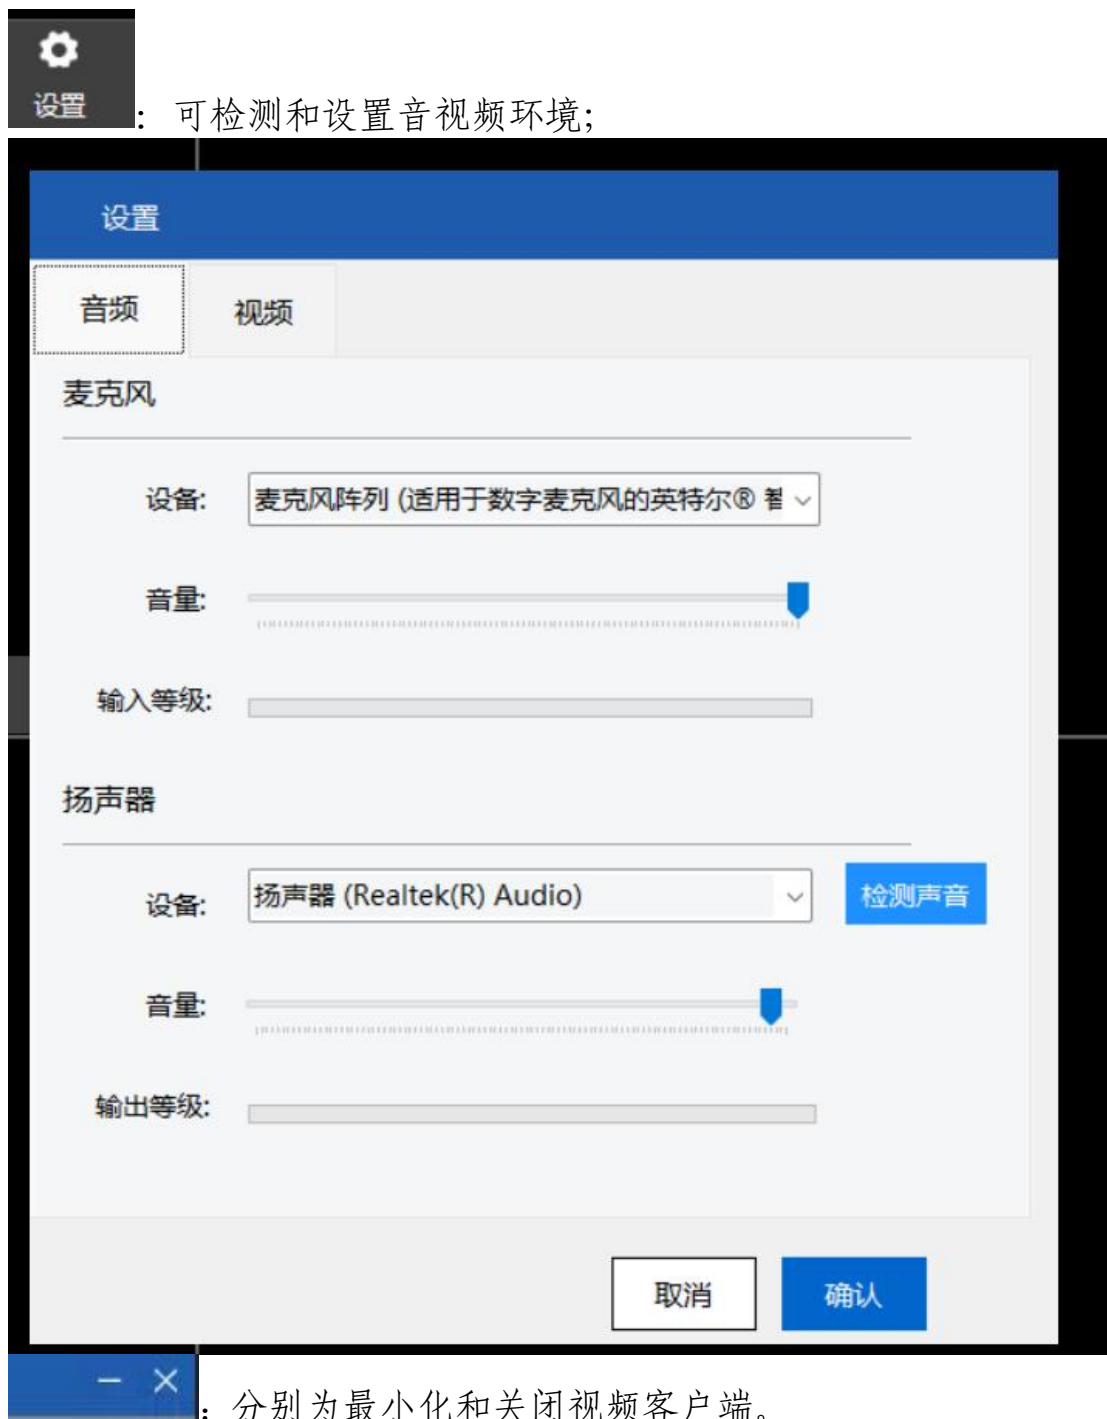 设置
：可检测和设置音视频环境;
设置
音频 视频
麦克风
设备: 麦克风阵列 (适用于数字麦克风的英特尔®
音量:
输入等级:
扬声器
设备: 扬声器 (Realtek(R) Audio) 检测声音
音量:
输出等级:
取消 确认
：分别为最小化和关闭视频客户端。